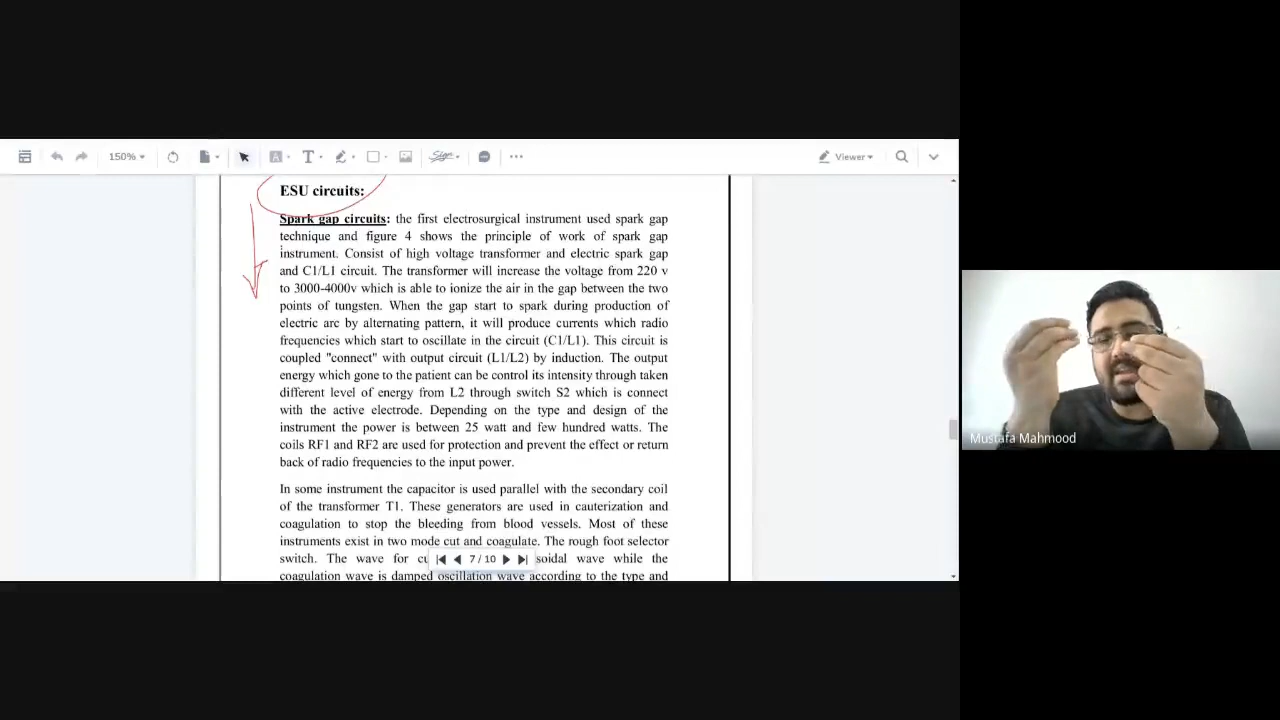 150%
Viewer
ESU circuits:
Spark gap circuits: the first electrosurgical instrument used spark gap
technique and figure 4 shows the principle of work of spark gap
instrument. Consist of high voltage transformer and electric spark gap
and C1/L1 circuit. The transformer will increase the voltage from 220 v
to 3000-4000v which is able to ionize the air in the gap between the two
points of tungsten. When the gap start to spark during production of
electric arc by alternating pattern, it will produce currents which radio
frequencies which start to oscillate in the circuit (C1/L1). This circuit is
coupled "connect" with output circuit (L1/L2) by induction. The output
energy which gone to the patient can be control its intensity through taken
different level of energy from L2 through switch S2 which is connect
with the active electrode. Depending on the type and design of the
instrument the power is between 25 watt and few hundred watts. The
coils RF1 and RF2 are used for protection and prevent the effect or return
back of radio frequencies to the input power.
In some instrument the capacitor is used parallel with the secondary coil
of the transformer T1. These generators are used in cauterization and
coagulation to stop the bleeding from blood vessels. Most of these
instruments exist in two mode cut and coagulate. The rough foot selector
switch. The wave for soidal wave while the
7 / 10
coagulation wave is damped oscillation wave according to the type and
Mustafa Mahmood